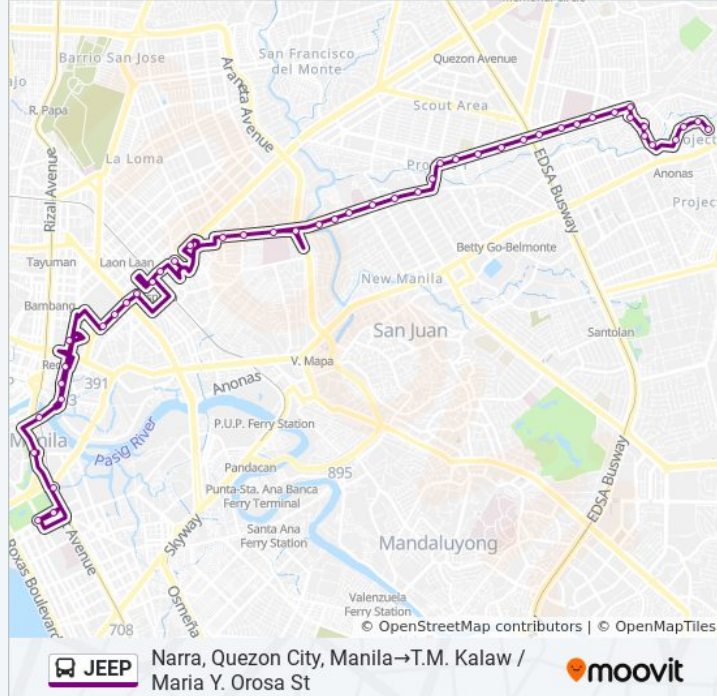 Barrio San Jose
San Francisco
del Monte
Quezon Avenue
Araneta Avenue
Scout Area
R. Papa
La Loma
Rizal Avenue
EDSA Busway
Anonas
Tayuman
Laon Laan
Betty Go-Belmonte
New Manila
Bambang
San Juan
Santolan
V. Mapa
391
Anonas
P.U.P. Ferry Station
Manila
Pasig River
Pandacan
895
Punta-Sta. Ana Banca
Ferry Terminal
EDSA Busway
Santa Ana
Ferry Station
Skyway
Avenue
Mandaluyong
Roxas Boulevard
Osmeña
Valenzuela
Ferry Station
708
© OpenStreetMap contributors | © OpenMapTiles
JEEP
Narra, Quezon City, Manila→T.M. Kalaw /
Maria Y. Orosa St
moovit